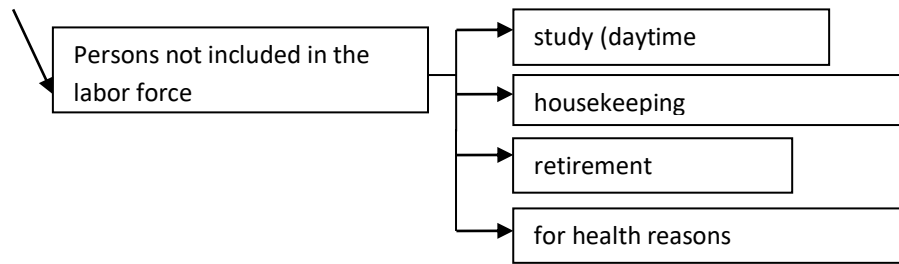 Persons not included in the
labor force
study (daytime
housekeeping
retirement
for health reasons